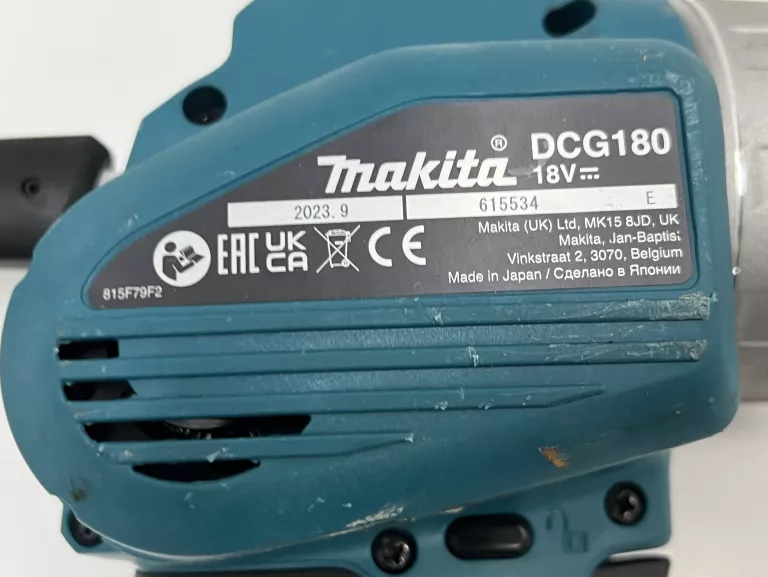 makita® DCG180
18V
2023.9 615534 E
Makita (UK) Ltd, MK15 8JD, UK
Makita, Jan-Baptist
Vinkstraat 2, 3070, Belgium
Made in Japan / Сделано в Японии
EAC UK CA CE
815F79F2